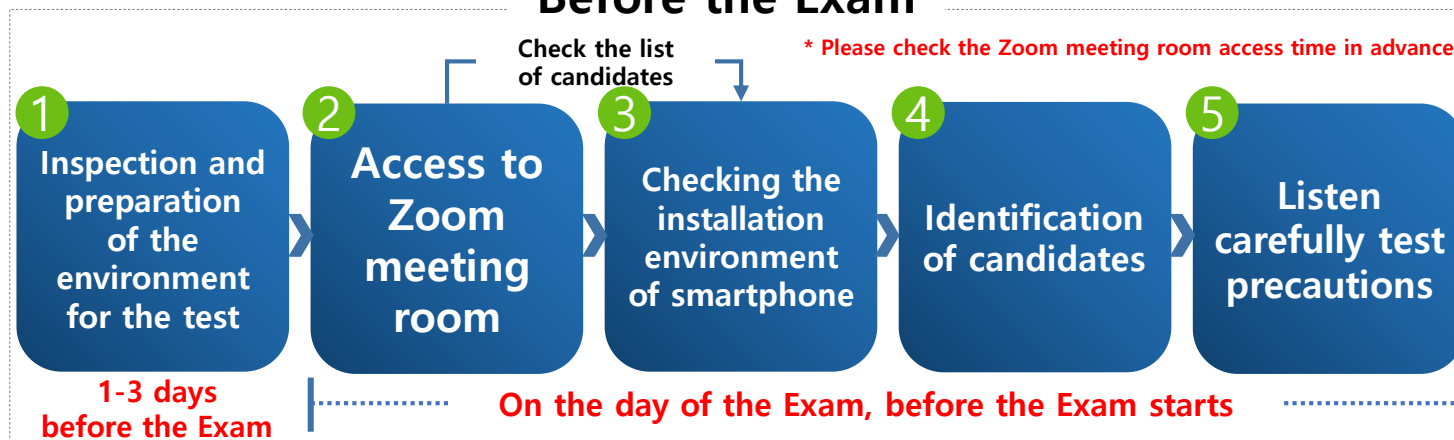 Before the Exam
Check the list
of candidates
* Please check the Zoom meeting room access time in advance
1
Inspection and
preparation
of the
environment
for the test
2
Access to
Zoom
meeting
room
3
Checking the
installation
environment
of smartphone
4
Identification
of candidates
5
Listen
carefully test
precautions
1-3 days
before the Exam
On the day of the Exam, before the Exam starts